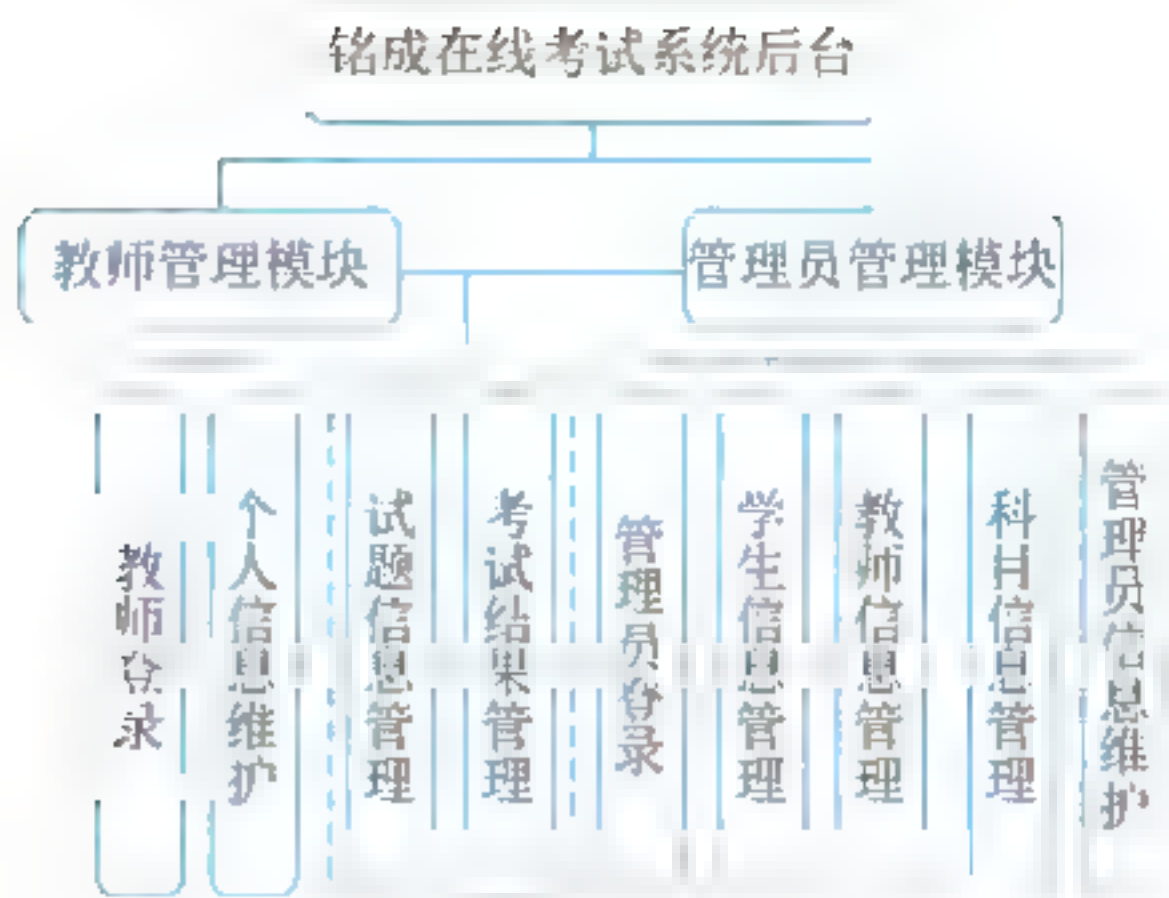 铭成在线考试系统后台
教师管理模块
管理员管理模块
教师登录
个人信息维护
试题信息管理
考试结果管理
管理员登录
学生信息管理
教师信息管理
科目信息管理
管理员信息维护